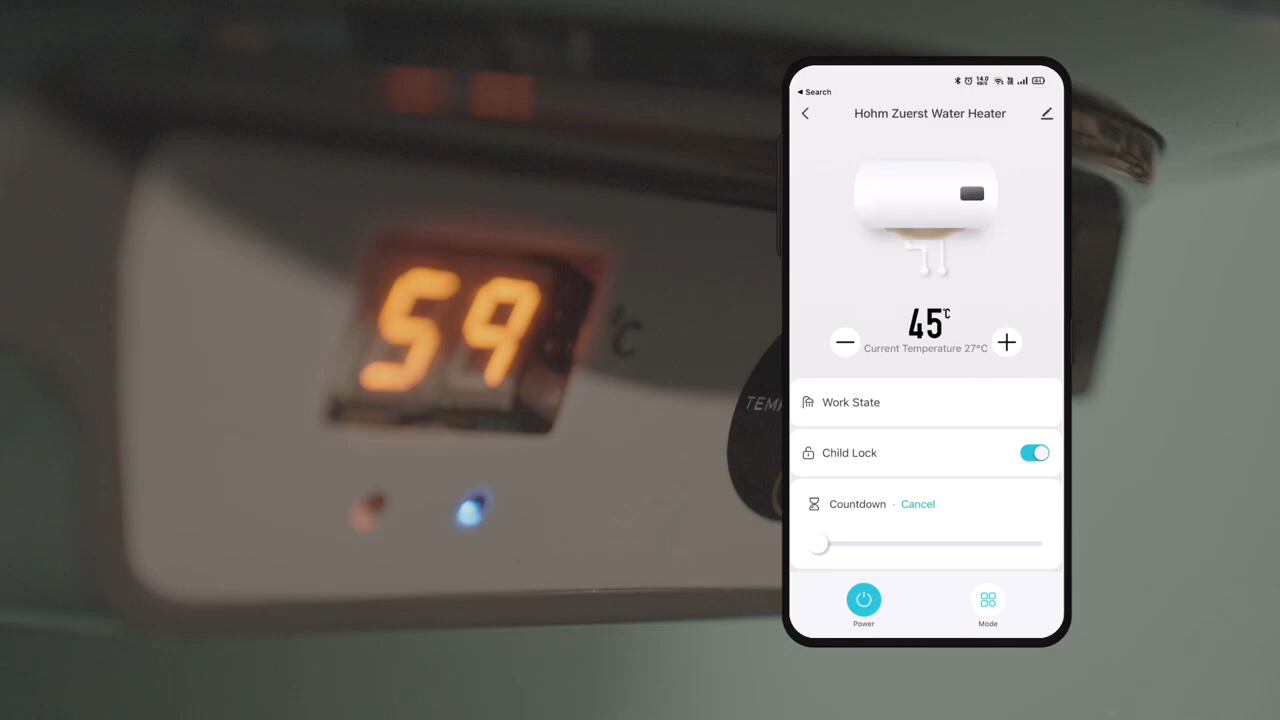 59
°C
◂ Search
Hohm Zuerst Water Heater
45°C
Current Temperature 27°C
Work State
Child Lock
Countdown · Cancel
Power
Mode